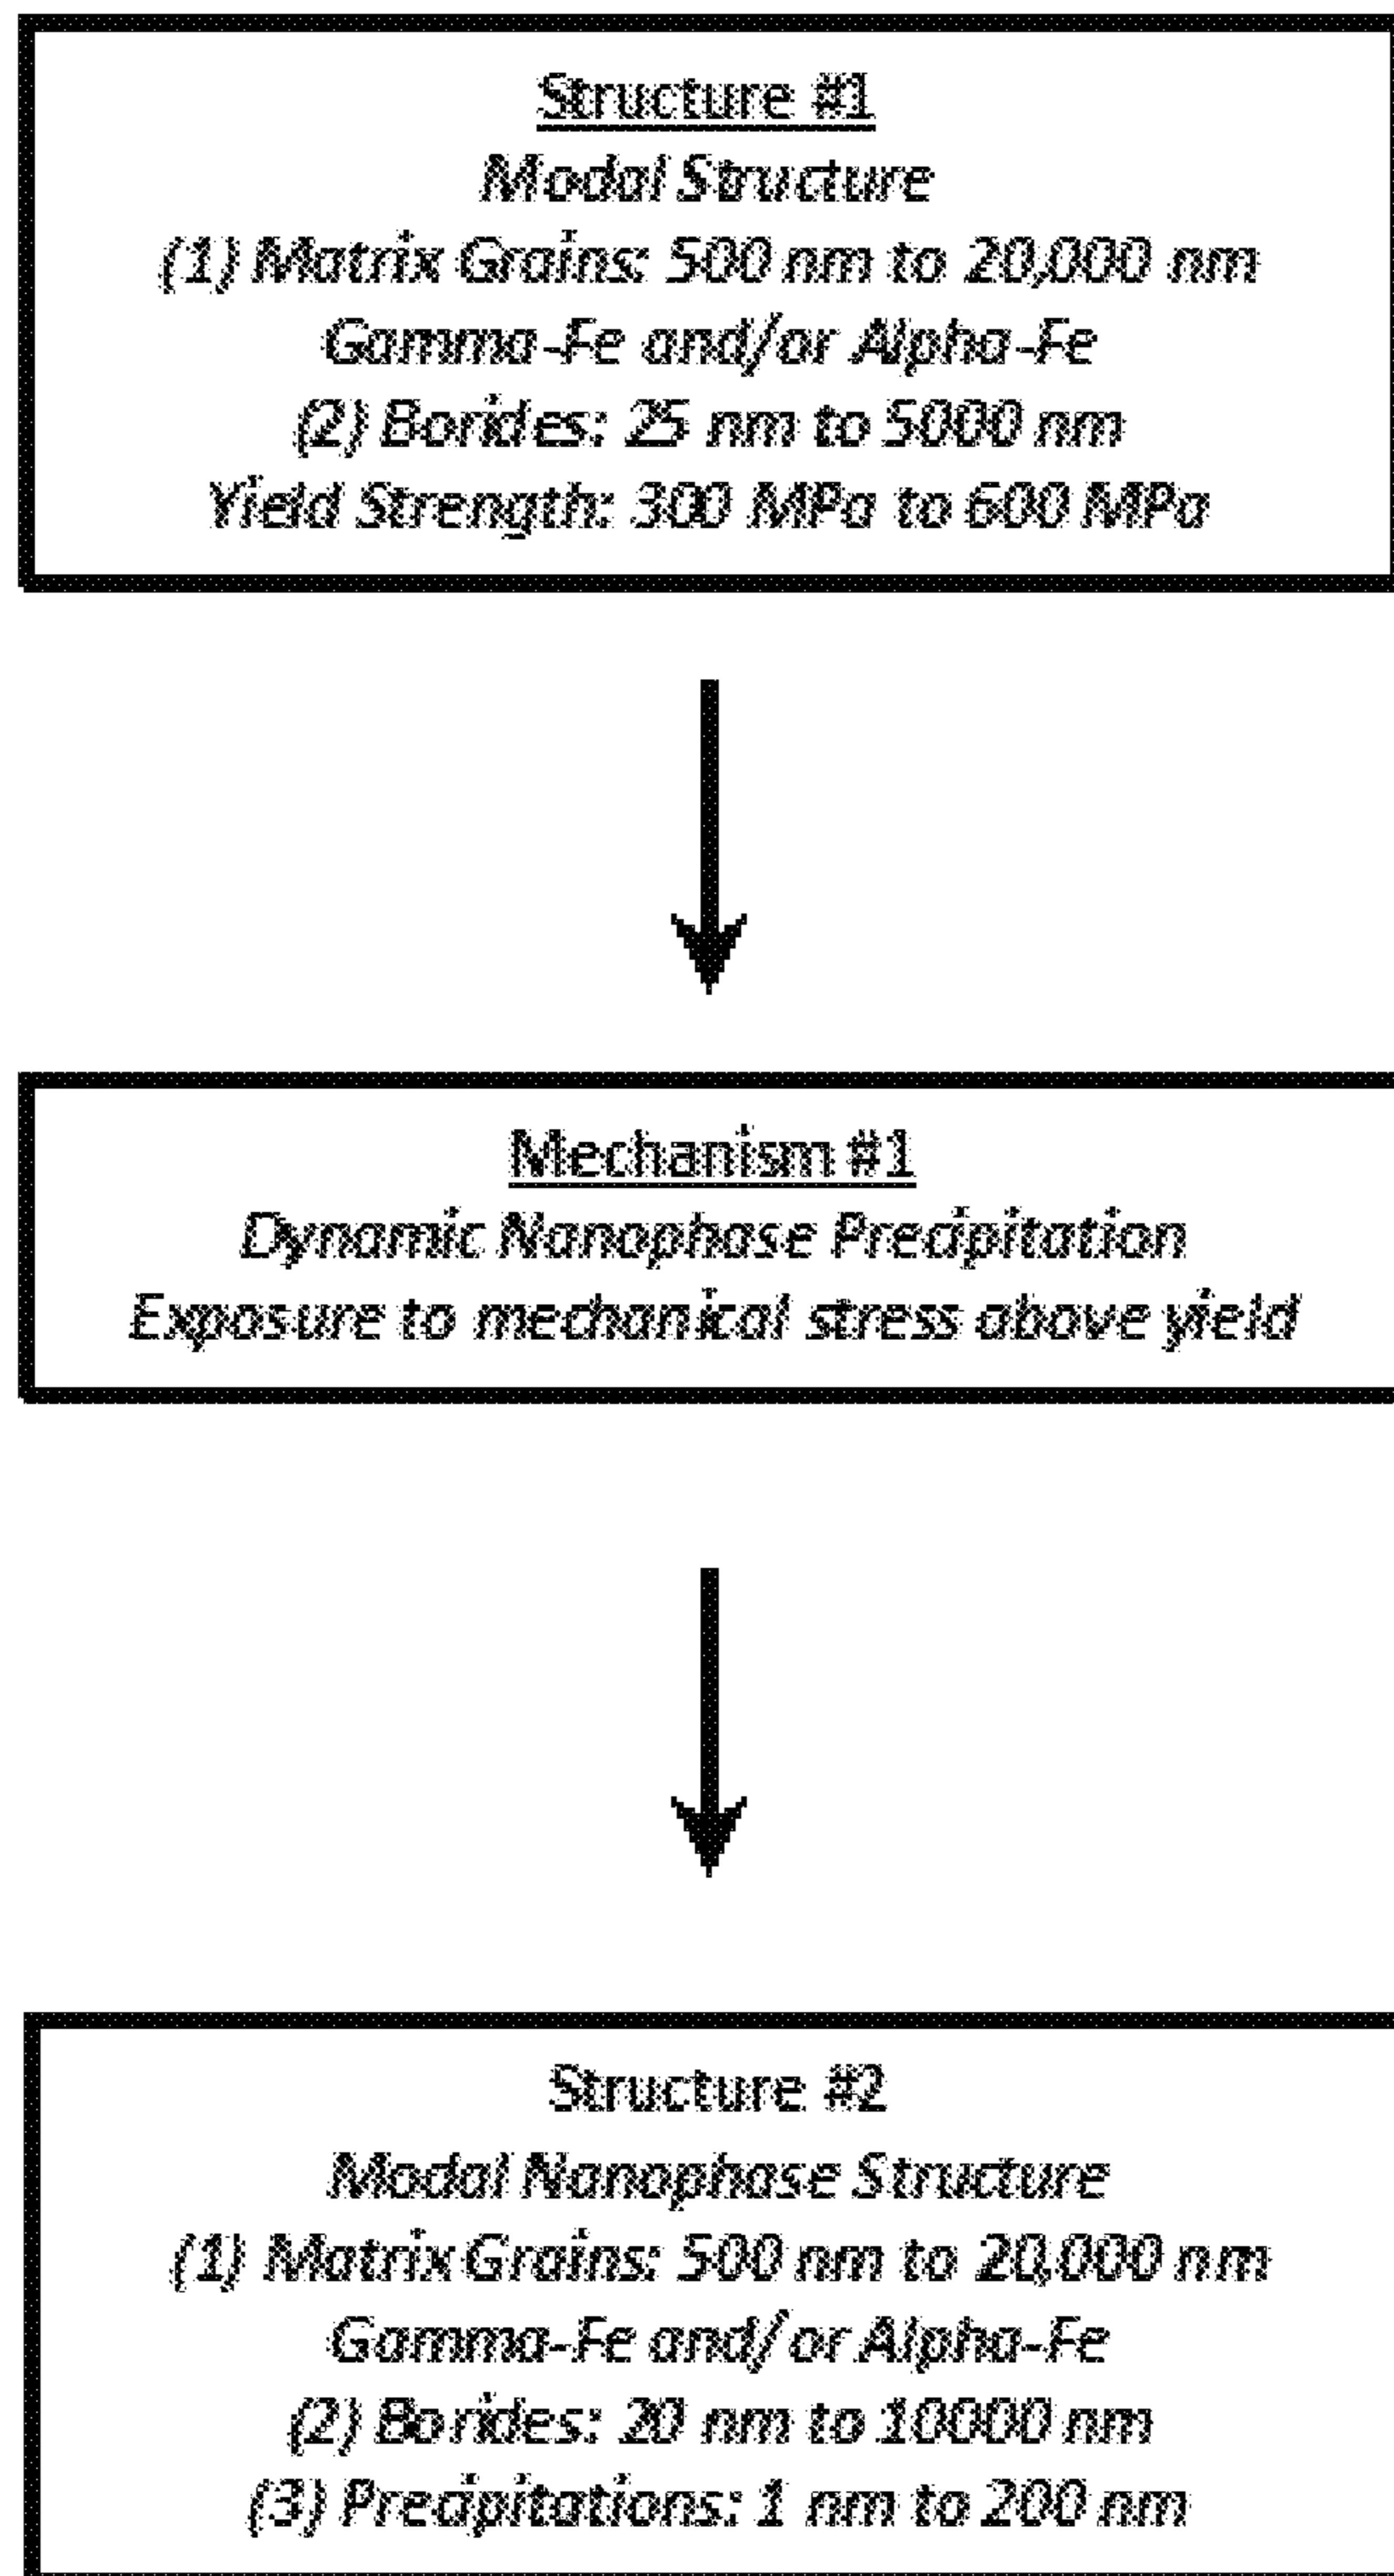 Structure #1
Modal Structure
(1) Matrix Grains: 500 nm to 20,000 nm
Gamma-Fe and/or Alpha-Fe
(2) Borides: 25 nm to 5000 nm
Yield Strength: 300 MPa to 600 MPa
Mechanism #1
Dynamic Nanophase Precipitation
Exposure to mechanical stress above yield
Structure #2
Modal Nanophase Structure
(1) Matrix Grains: 500 nm to 20,000 nm
Gamma-Fe and/or Alpha-Fe
(2) Borides: 20 nm to 10000 nm
(3) Precipitations: 1 nm to 200 nm